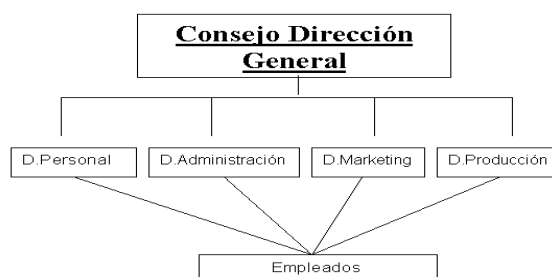 Consejo Dirección
General
D.Personal
D.Administración
D.Marketing
D.Producción
Empleados